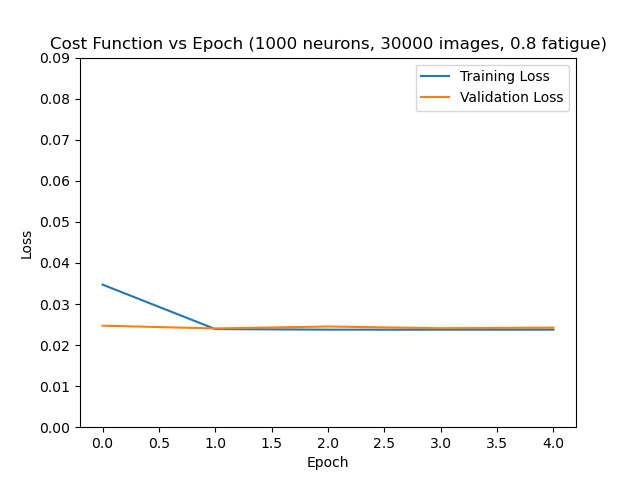 Cost Function vs Epoch (1000 neurons, 30000 images, 0.8 fatigue)
0.09
0.08
0.07
0.06
0.05
0.04
0.03
0.02
0.01
0.00
Loss
Training Loss
Validation Loss
0.0 0.5 1.0 1.5 2.0 2.5 3.0 3.5 4.0
Epoch